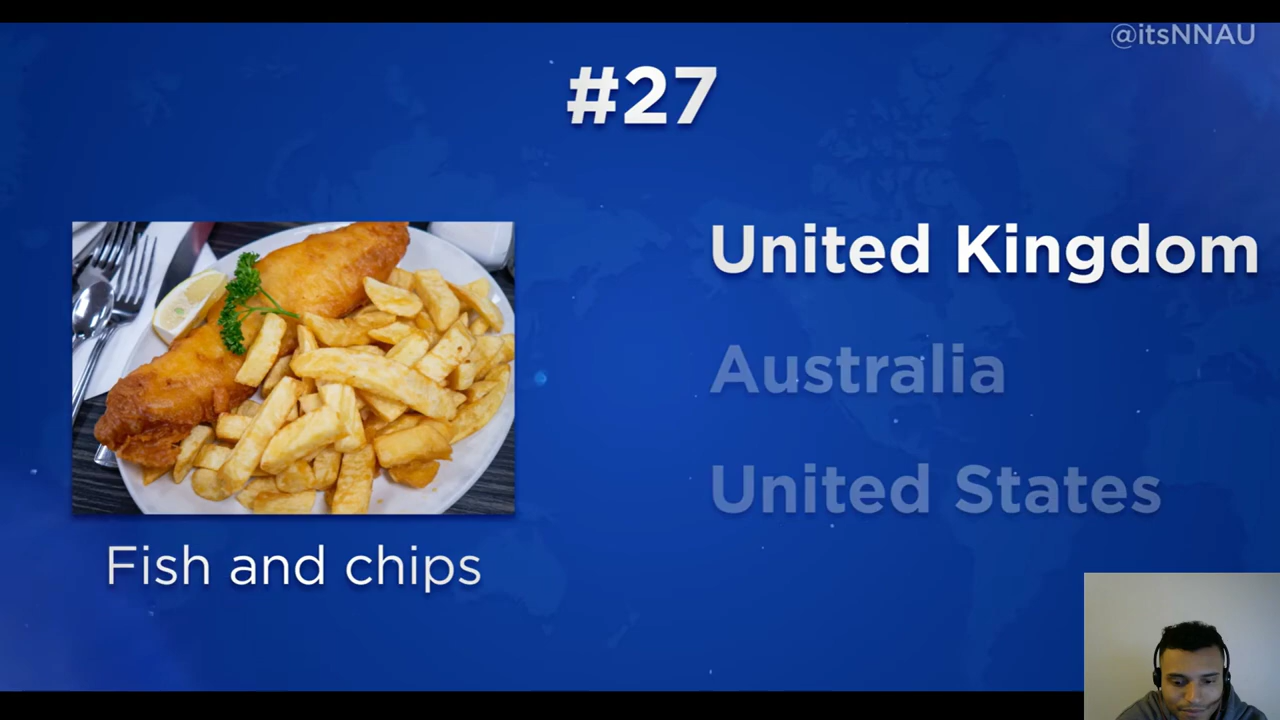 @itsNNAU
#27
United Kingdom
Australia
United States
Fish and chips